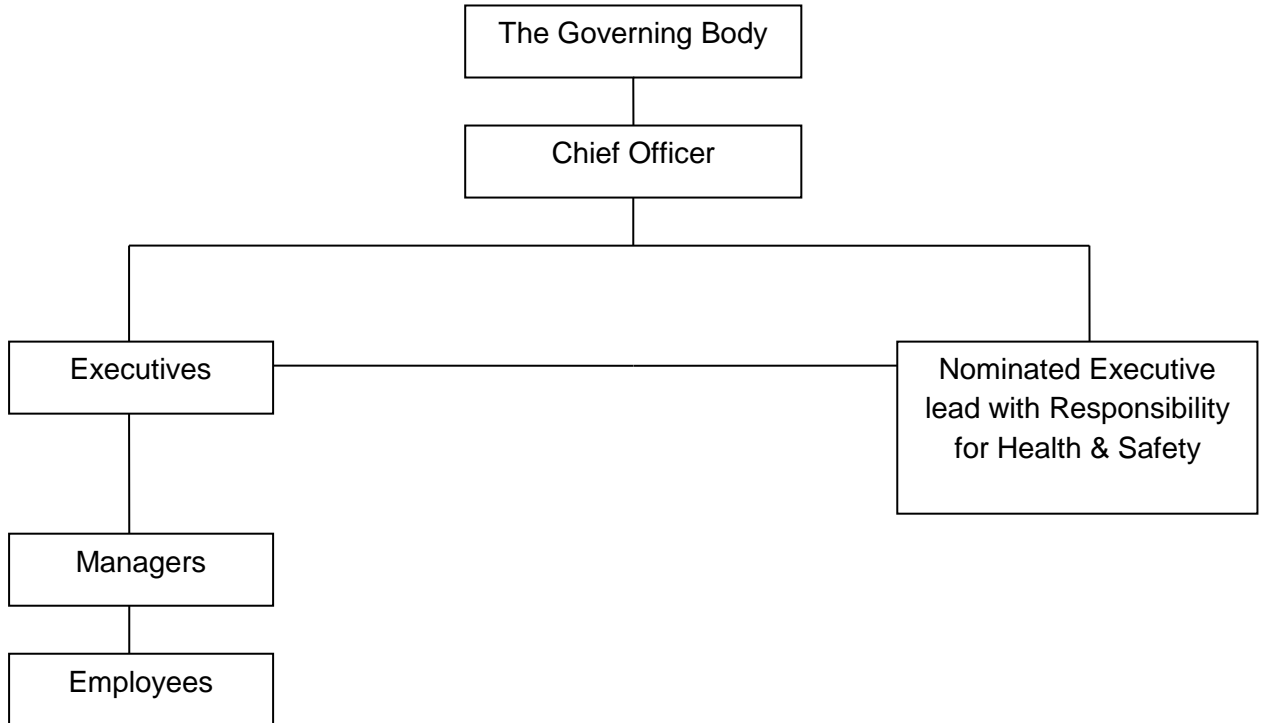 The Governing Body
Chief Officer
Executives
Nominated Executive
lead with Responsibility
for Health & Safety
Managers
Employees